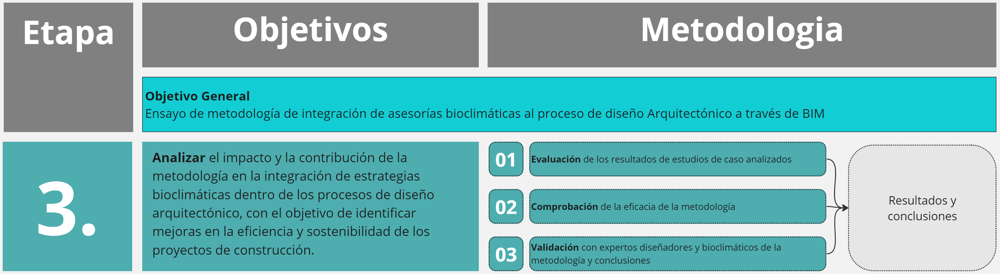 Etapa
Objetivos
Metodologia
Objetivo General
Ensayo de metodología de integración de asesorías bioclimáticas al proceso de diseño Arquitectónico a través de BIM
3.
Analizar el impacto y la contribución de la
metodología en la integración de estrategias
bioclimáticas dentro de los procesos de diseño
arquitectónico, con el objetivo de identificar
mejoras en la eficiencia y sostenibilidad de los
proyectos de construcción.
01
Evaluación de los resultados de estudios de caso analizados
02
Comprobación de la eficacia de la metodología
03
Validación con expertos diseñadores y bioclimáticos de la
metodología y conclusiones
Resultados y
conclusiones